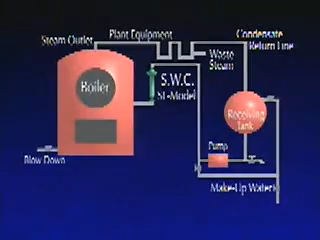 Steam Outlet
Plant Equipment
Condensate
Return Line
Waste
Steam
Boiler
S.W.C.
ST-Model
Receiving
Tank
Pump
Blow Down
Make-Up Water